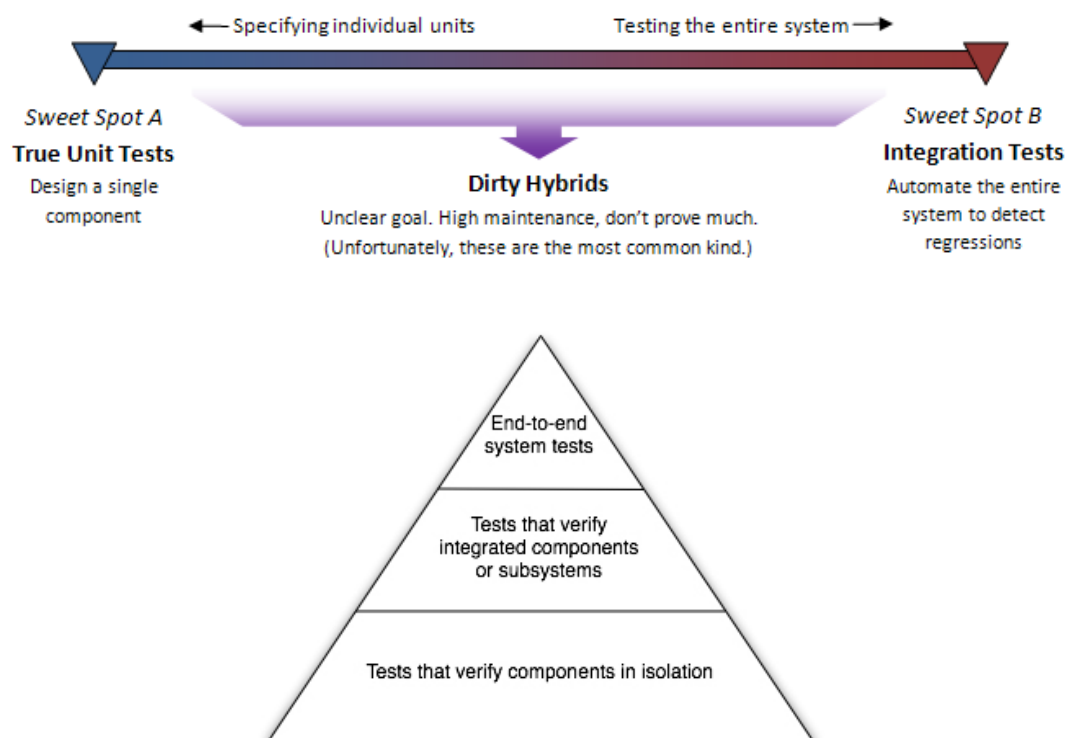 Specifying individual units
Testing the entire system
Sweet Spot A
True Unit Tests
Design a single
component
Dirty Hybrids
Unclear goal. High maintenance, don’t prove much.
(Unfortunately, these are the most common kind.)
Sweet Spot B
Integration Tests
Automate the entire
system to detect
regressions
End-to-end
system tests
Tests that verify
integrated components
or subsystems
Tests that verify components in isolation